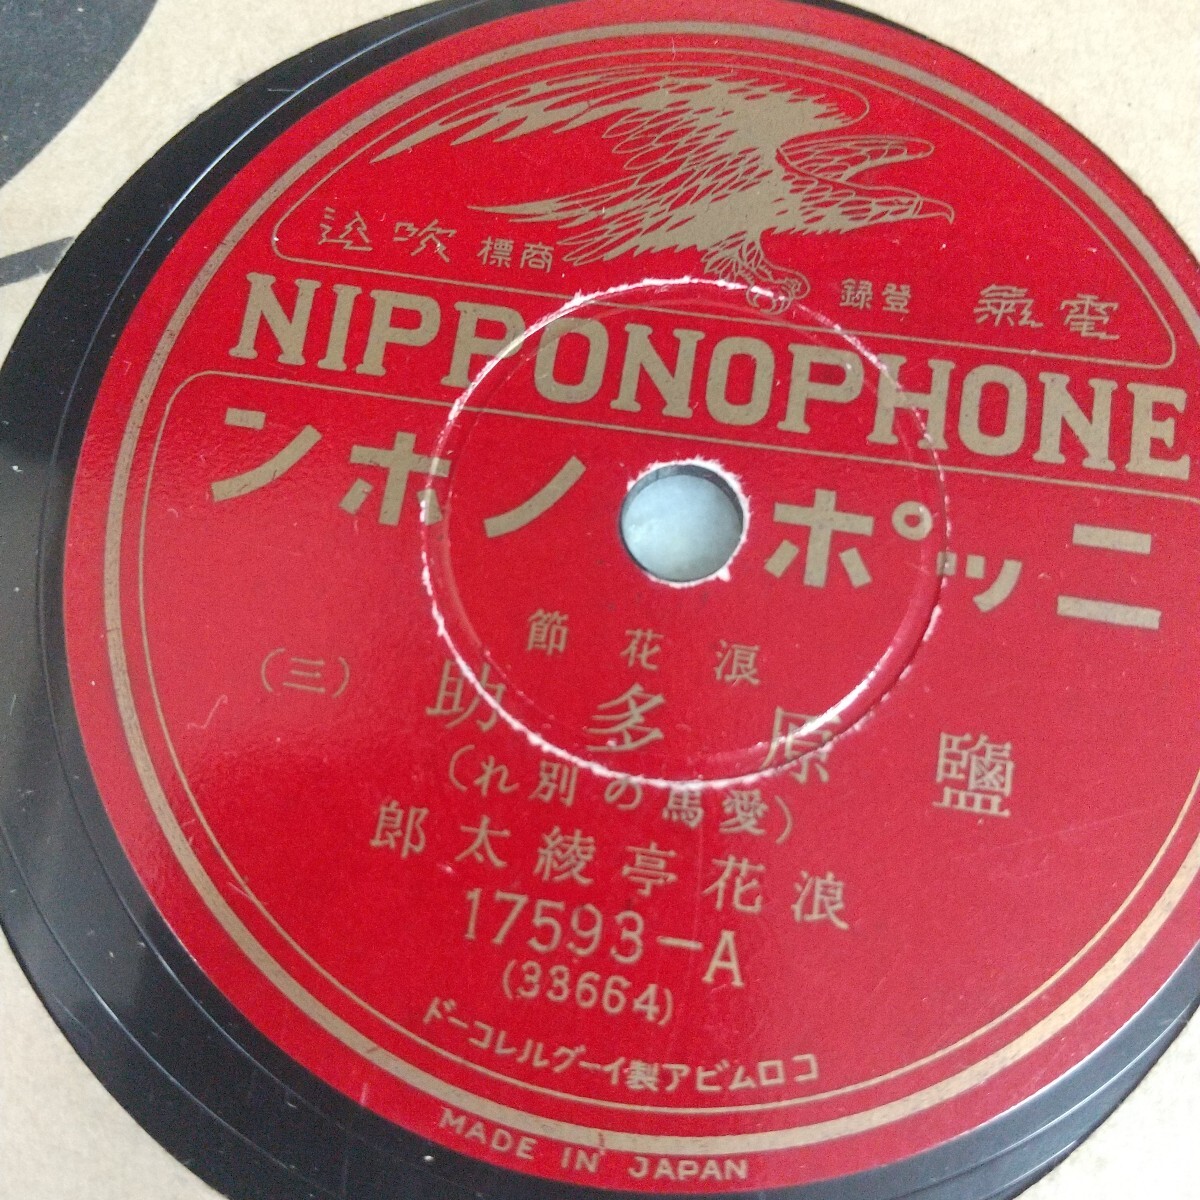 電氣 登錄 商標 吹込
NIPPONOPHONE
ニッポノホン
浪花節
鹽原多助 (三)
(愛馬の別れ)
浪花亭綾太郎
17593-A
(33664)
コロムビア製イーグルレコード
MADE IN JAPAN